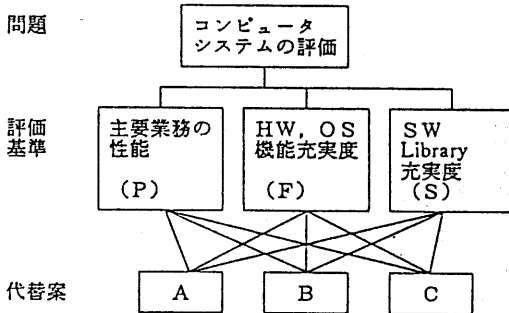 問題
コンピュータ
システムの評価
評価
基準
主要業務の
性能
(P)
HW,OS
機能充実度
(F)
SW
Library
充実度
(S)
代替案
A
B
C